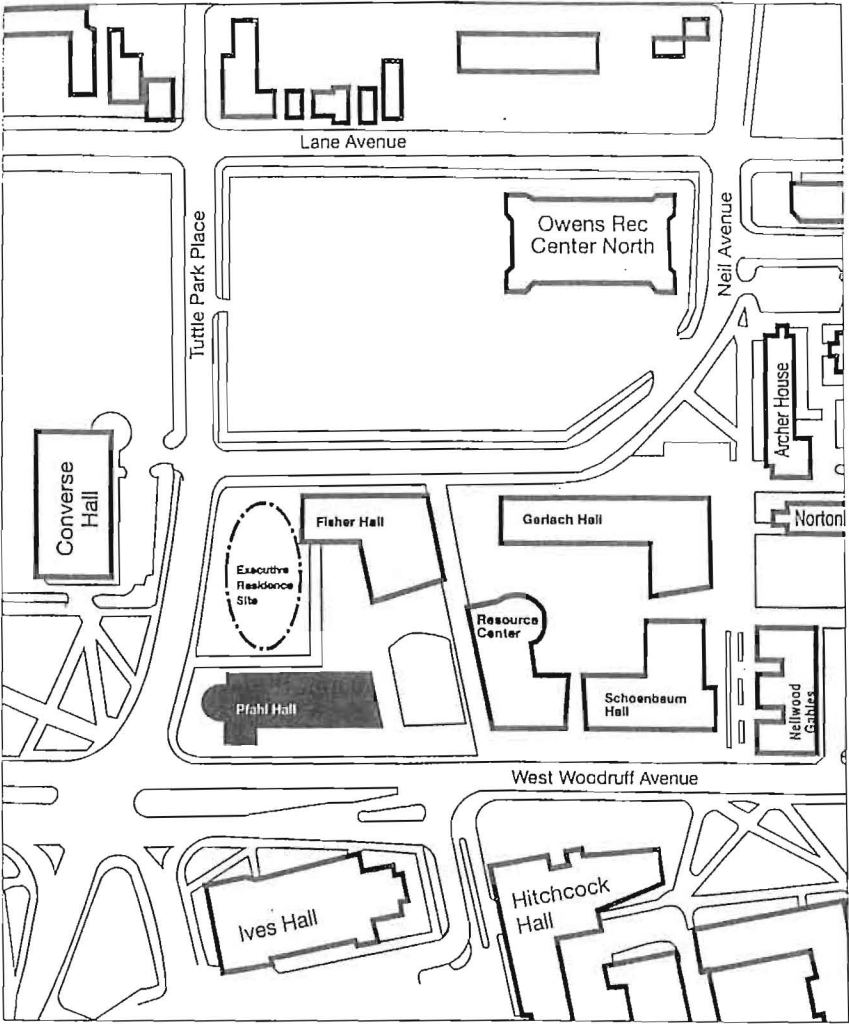 Lane Avenue
Owens Rec
Center North
Neil Avenue
Tuttle Park Place
Archer House
Converse
Hall
Fisher Hall
Gerlach Hall
Norton
Executive
Residence
Site
Resource
Center
Pfahl Hall
Schoenbaum
Hall
Neilwood
Gables
West Woodruff Avenue
Ives Hall
Hitchcock
Hall